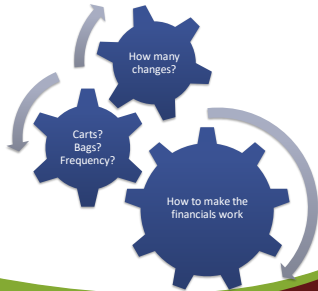 How many
changes?
Carts?
Bags?
Frequency?
How to make the
financials work